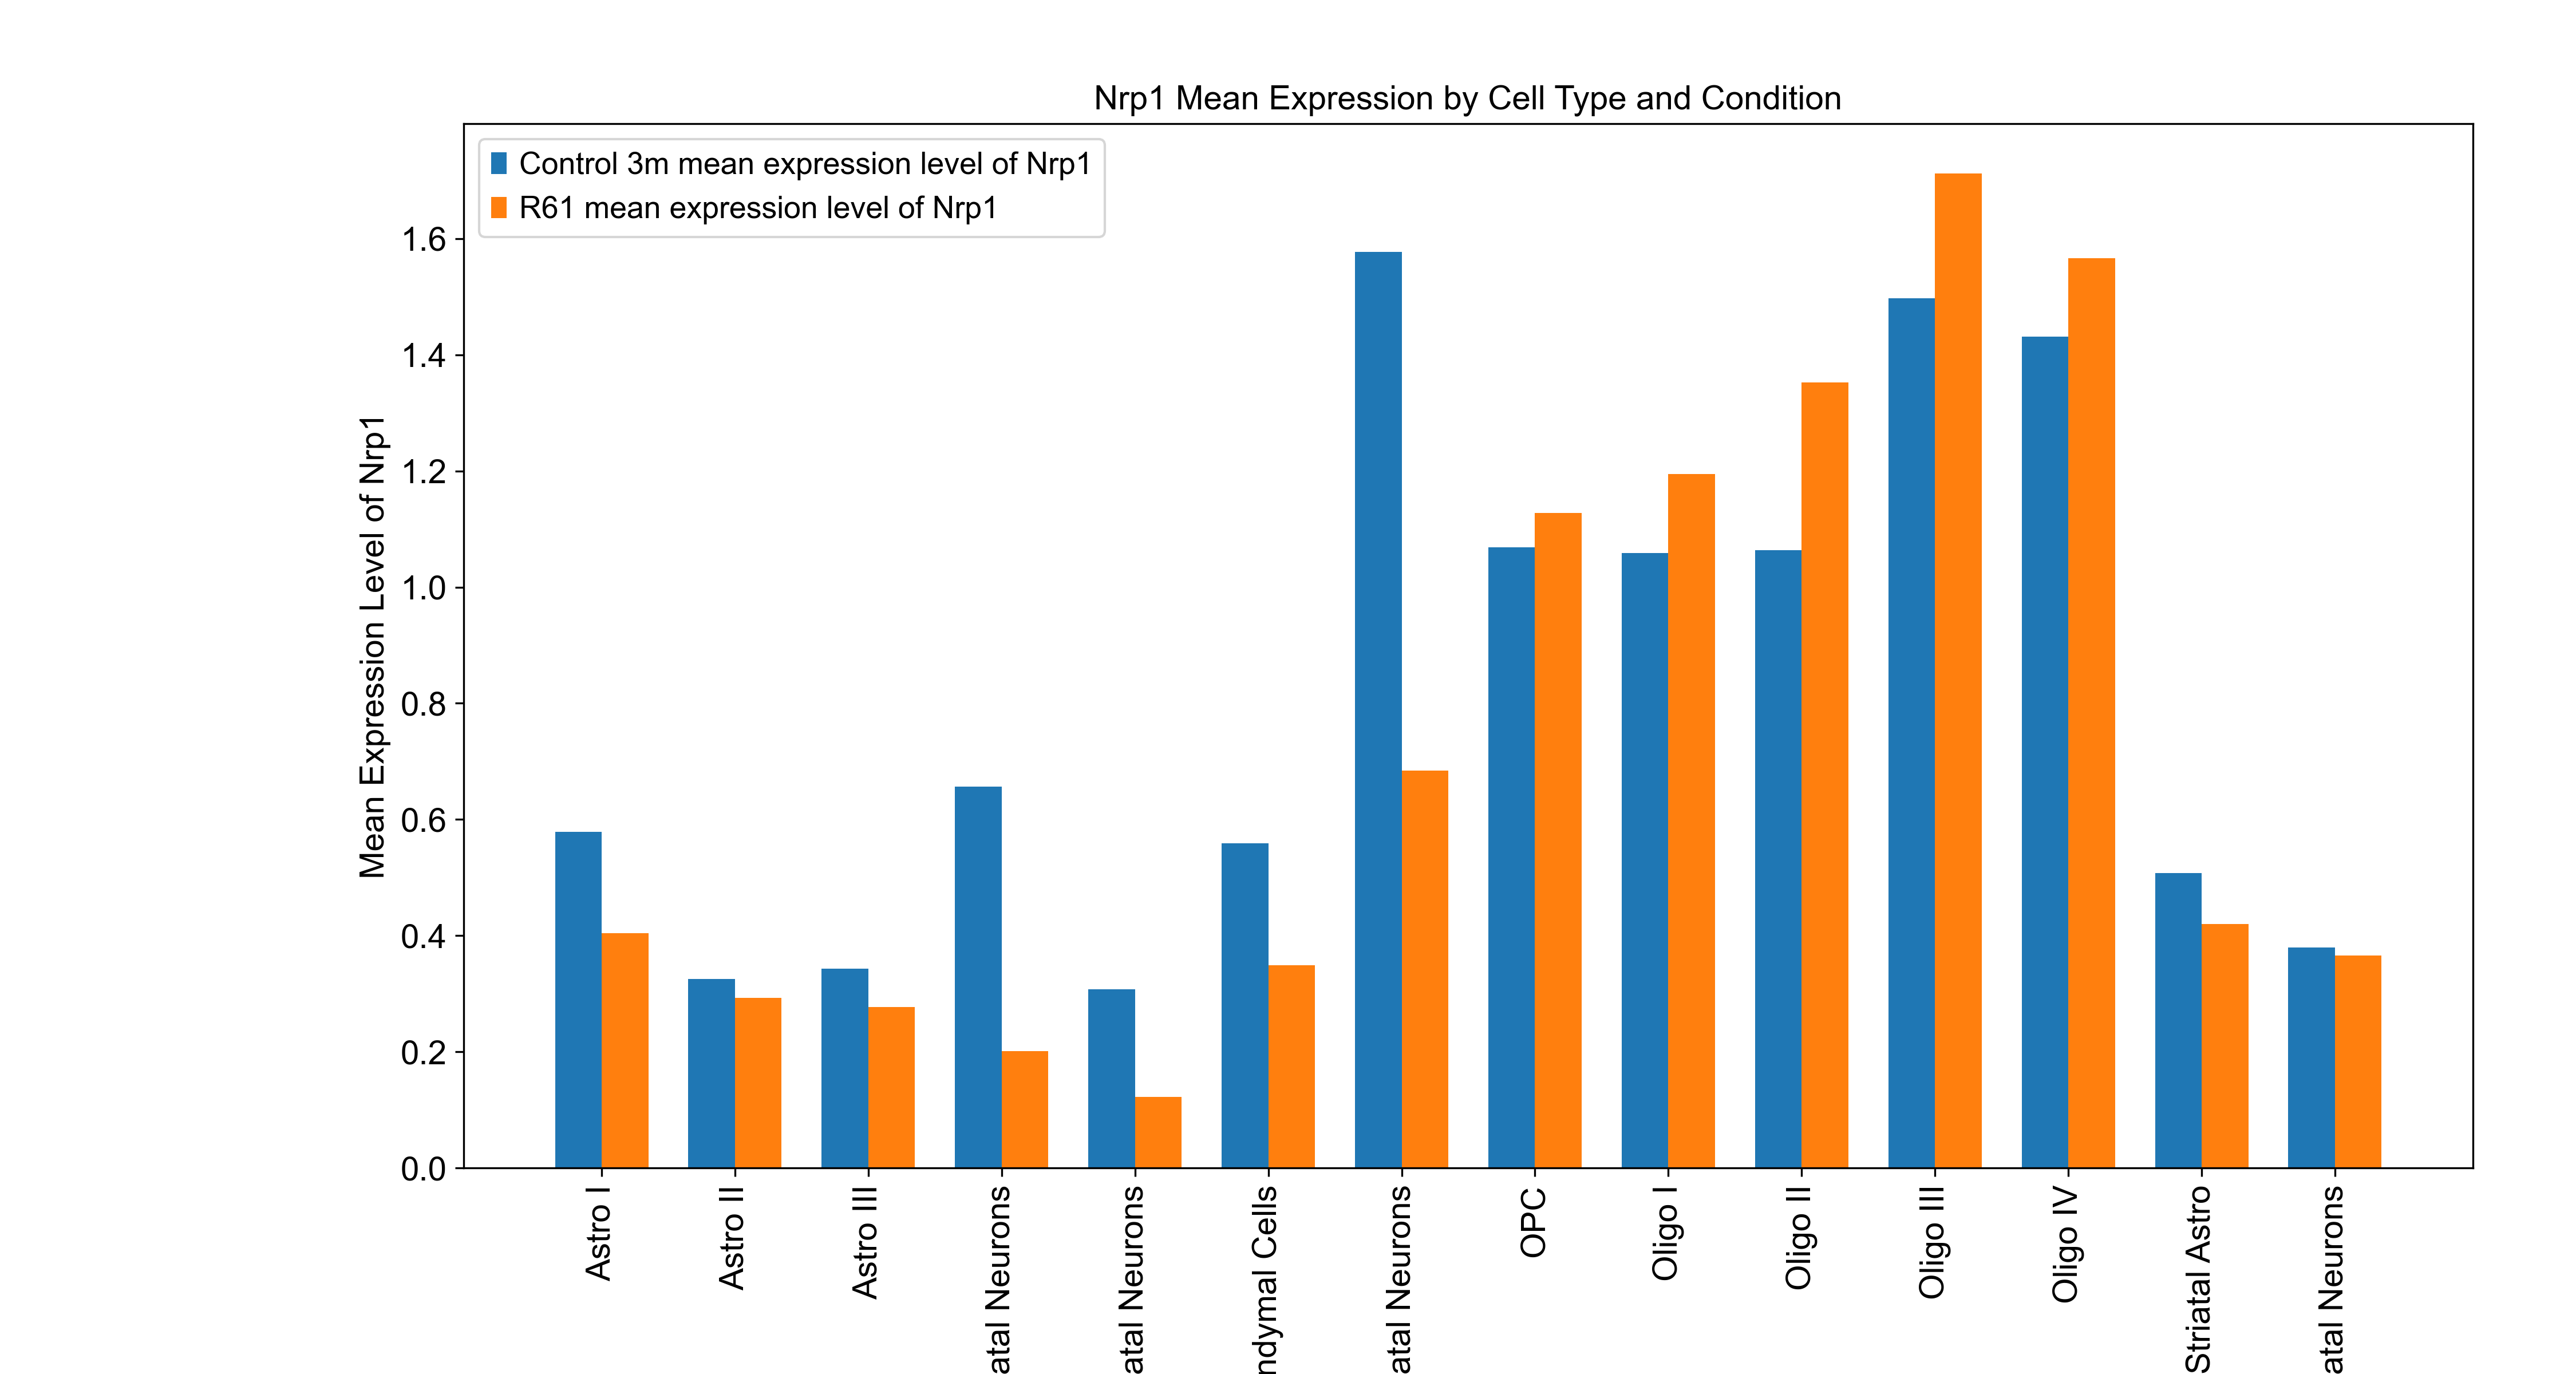 Nrp1 Mean Expression by Cell Type and Condition
Control 3m mean expression level of Nrp1
R61 mean expression level of Nrp1
Mean Expression Level of Nrp1
1.6
1.4
1.2
1.0
0.8
0.6
0.4
0.2
0.0
Astro I
Astro II
Astro III
atal Neurons
atal Neurons
ndymal Cells
atal Neurons
OPC
Oligo I
Oligo II
Oligo III
Oligo IV
Striatal Astro
atal Neurons